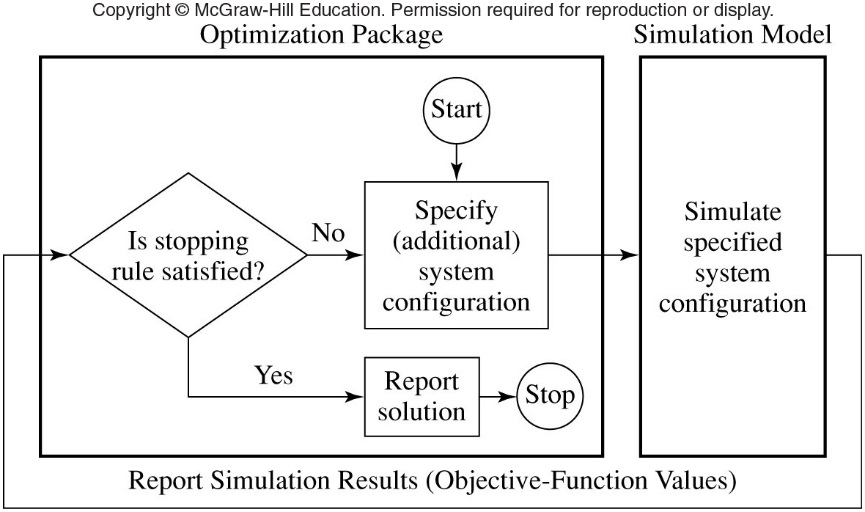 Copyright © McGraw-Hill Education. Permission required for reproduction or display.
Optimization Package
Simulation Model
Start
Specify
(additional)
system
configuration
Is stopping
rule satisfied?
No
Simulate
specified
system
configuration
Yes
Report
solution
Stop
Report Simulation Results (Objective-Function Values)